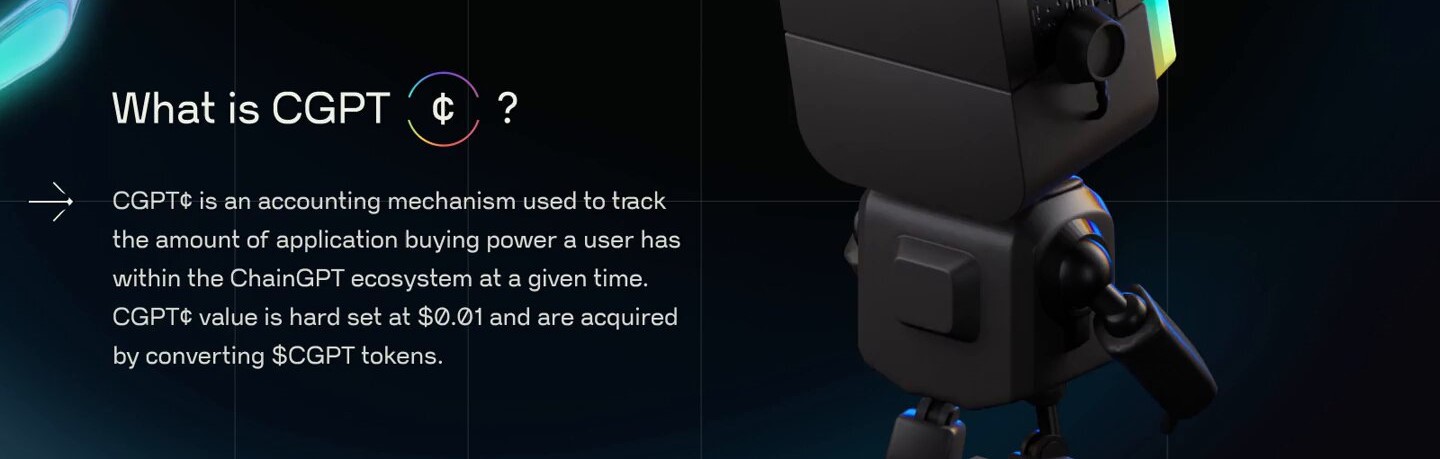 What is CGPT ¢ ?
CGPT¢ is an accounting mechanism used to track
the amount of application buying power a user has
within the ChainGPT ecosystem at a given time.
CGPT¢ value is hard set at $0.01 and are acquired
by converting $CGPT tokens.